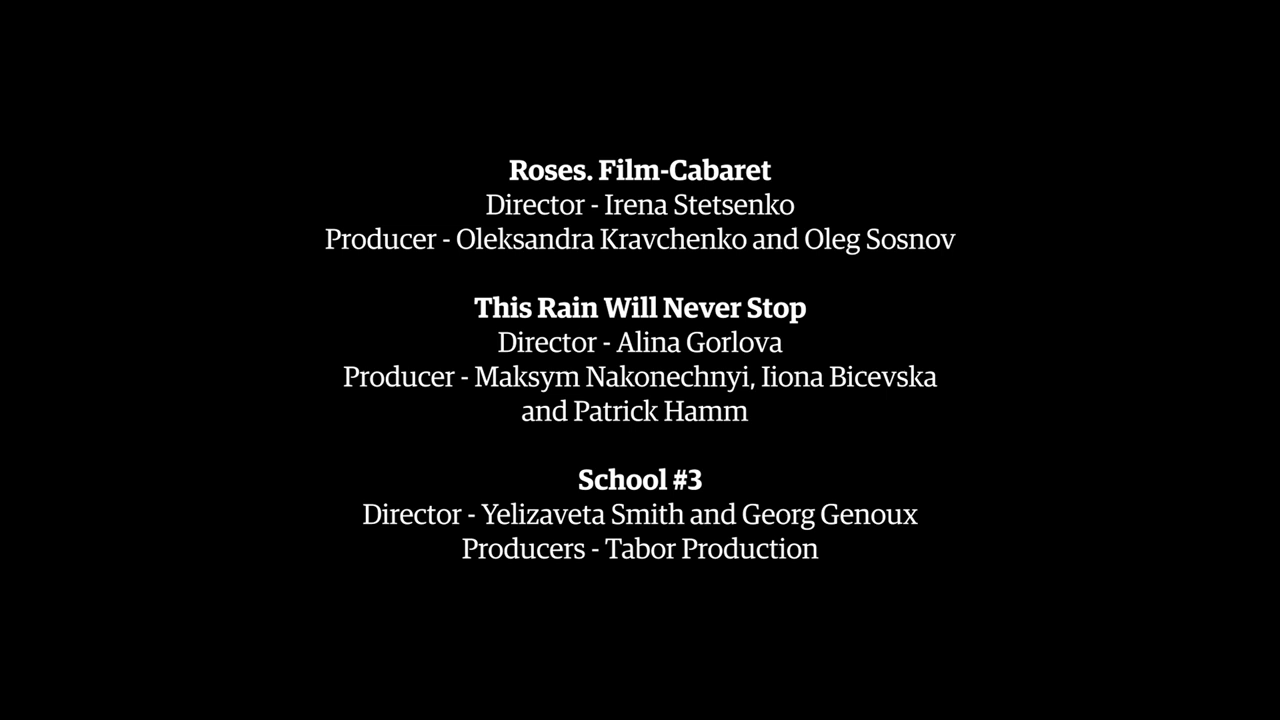 Roses. Film-Cabaret
Director - Irena Stetsenko
Producer - Oleksandra Kravchenko and Oleg Sosnov
This Rain Will Never Stop
Director - Alina Gorlova
Producer - Maksym Nakonechnyi, Iiona Bicevska
and Patrick Hamm
School #3
Director - Yelizaveta Smith and Georg Genoux
Producers - Tabor Production